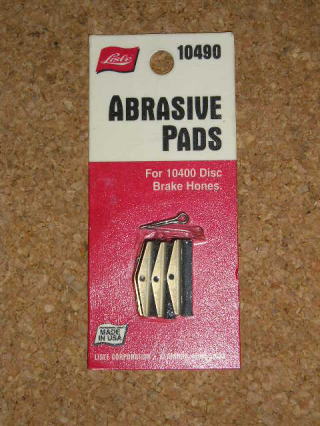 Lisle
10490
ABRASIVE
PADS
For 10400 Disc
Brake Hones.
MADE
IN USA
LISLE CORPORATION